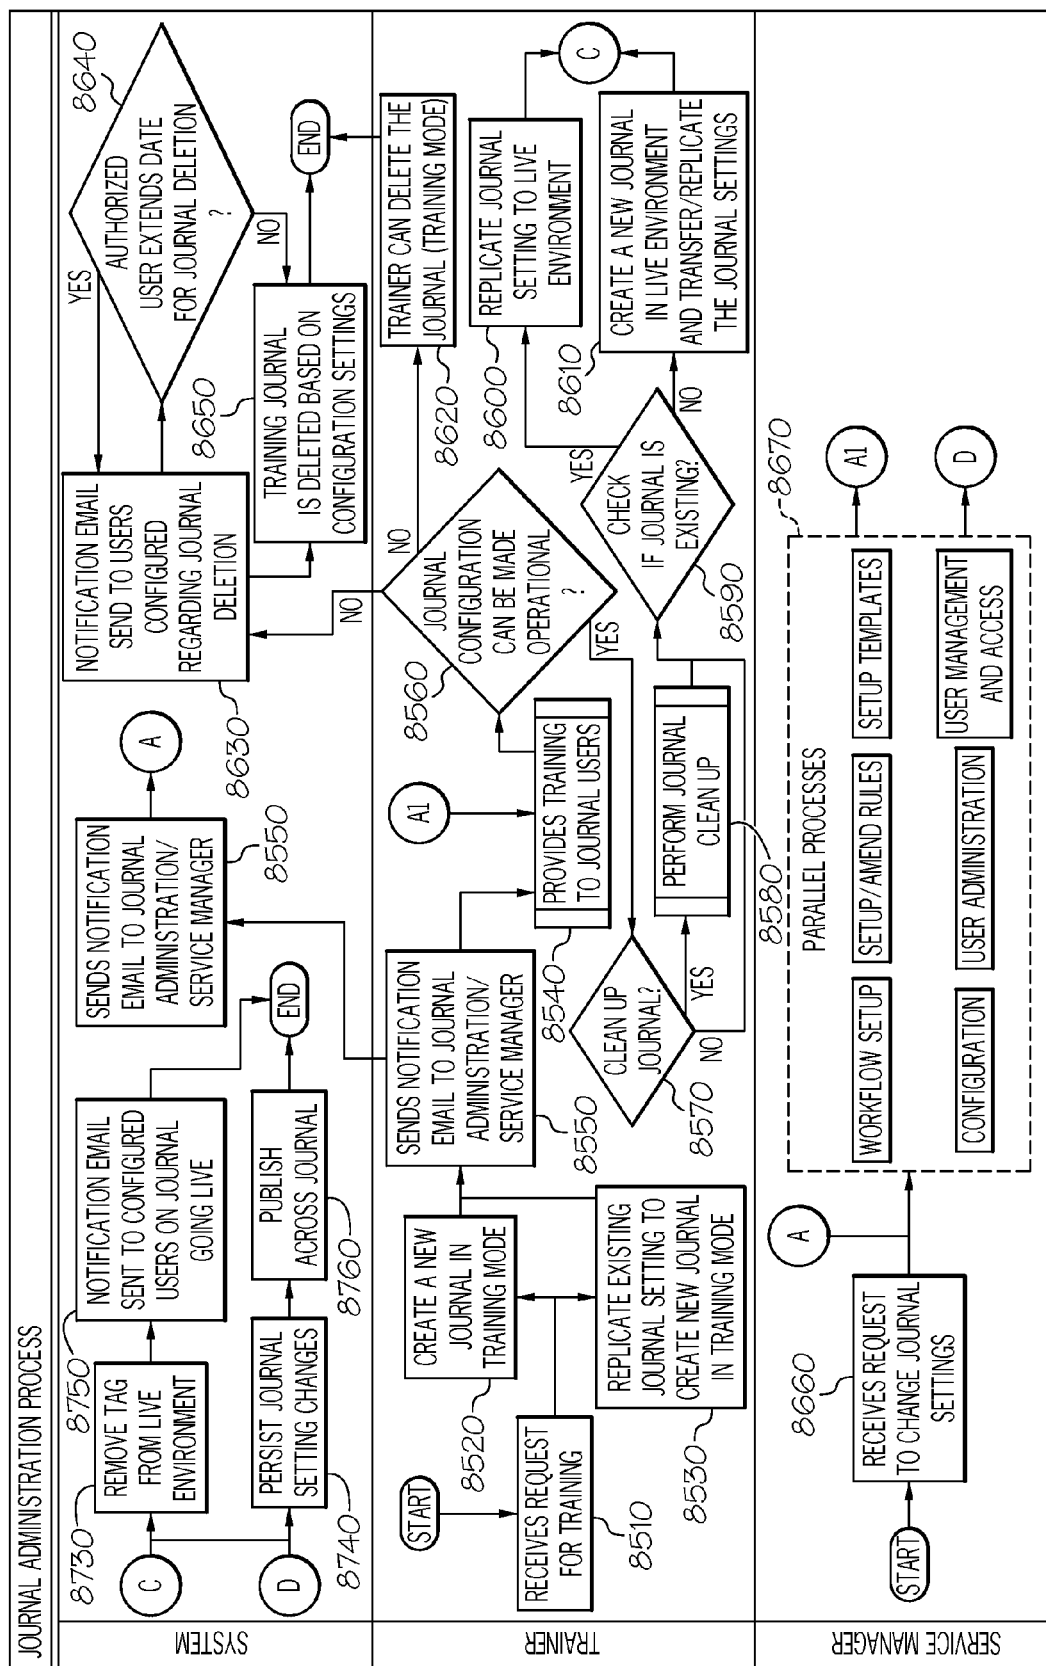 JOURNAL ADMINISTRATION PROCESS
SYSTEM
C
D
8730
REMOVE TAG
FROM LIVE
ENVIRONMENT
8740
PERSIST JOURNAL
SETTING CHANGES
8750
NOTIFICATION EMAIL
SENT TO CONFIGURED
USERS ON JOURNAL
GOING LIVE
8760
PUBLISH
ACROSS JOURNAL
END
SENDS NOTIFICATION
EMAIL TO JOURNAL
ADMINISTRATION/
SERVICE MANAGER
8550
A
8630
NOTIFICATION EMAIL
SEND TO USERS
CONFIGURED
REGARDING JOURNAL
DELETION
YES
8640
AUTHORIZED
USER EXTENDS DATE
FOR JOURNAL DELETION
?
NO
8650
TRAINING JOURNAL
IS DELETED BASED ON
CONFIGURATION SETTINGS
END
TRAINER
START
RECEIVES REQUEST
FOR TRAINING
8510
8520
CREATE A NEW
JOURNAL IN
TRAINING MODE
REPLICATE EXISTING
JOURNAL SETTING TO
CREATE NEW JOURNAL
IN TRAINING MODE
8530
SENDS NOTIFICATION
EMAIL TO JOURNAL
ADMINISTRATION/
SERVICE MANAGER
8550
A1
8540
PROVIDES TRAINING
TO JOURNAL USERS
8560
JOURNAL
CONFIGURATION
CAN BE MADE
OPERATIONAL
?
NO
NO
YES
8570
CLEAN UP
JOURNAL?
YES
NO
PERFORM JOURNAL
CLEAN UP
8580
8590
CHECK
IF JOURNAL IS
EXISTING?
YES
NO
8600
REPLICATE JOURNAL
SETTING TO LIVE
ENVIRONMENT
8610
CREATE A NEW JOURNAL
IN LIVE ENVIRONMENT
AND TRANSFER/REPLICATE
THE JOURNAL SETTINGS
8620
TRAINER CAN DELETE THE
JOURNAL (TRAINING MODE)
C
SERVICE MANAGER
START
8660
RECEIVES REQUEST
TO CHANGE JOURNAL
SETTINGS
A
PARALLEL PROCESSES
8670
WORKFLOW SETUP
SETUP/AMEND RULES
SETUP TEMPLATES
CONFIGURATION
USER ADMINISTRATION
USER MANAGEMENT
AND ACCESS
A1
D